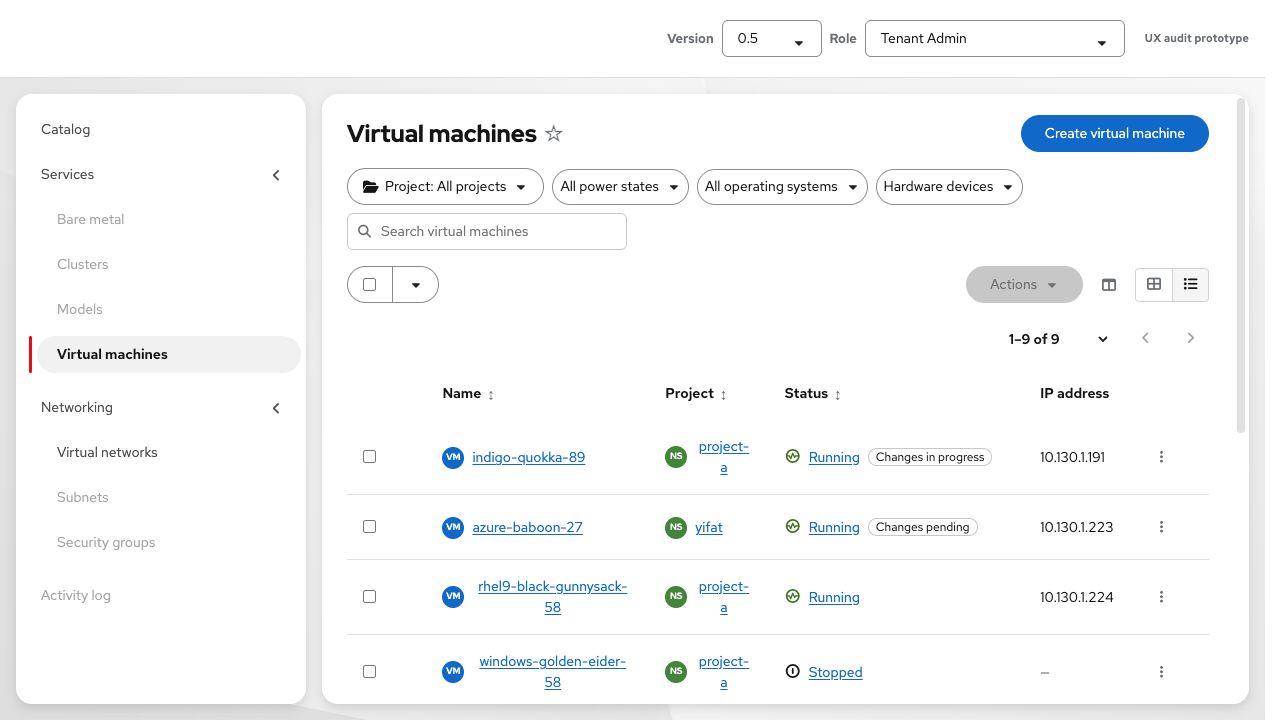 Version 0.5 Role Tenant Admin UX audit prototype
Catalog
Services
Bare metal
Clusters
Models
Virtual machines
Networking
Virtual networks
Subnets
Security groups
Activity log
Virtual machines
Create virtual machine
Project: All projects All power states All operating systems Hardware devices
Search virtual machines
Actions
1–9 of 9
Name Project Status IP address
VM indigo-quokka-89 NS project-
a
Running Changes in progress 10.130.1.191
VM azure-baboon-27 NS yifat Running Changes pending 10.130.1.223
VM rhel9-black-gunnysack-
58
NS project-
a
Running 10.130.1.224
VM windows-golden-eider-
58
NS project-
a
Stopped –